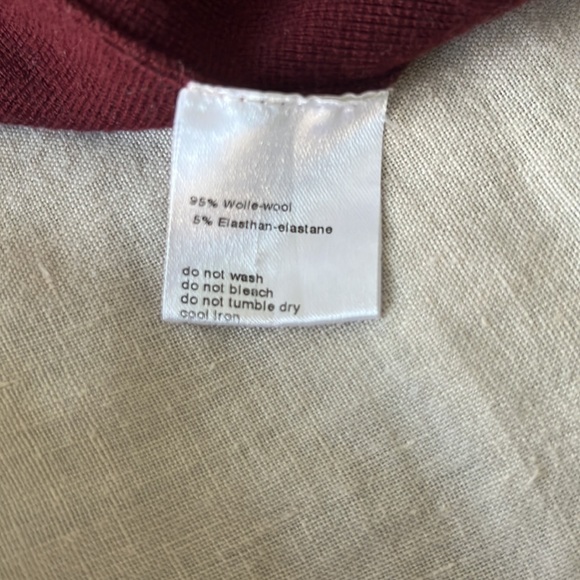 95% Wolle-wool
5% Elasthan-elastane
do not wash
do not bleach
do not tumble dry
cool iron